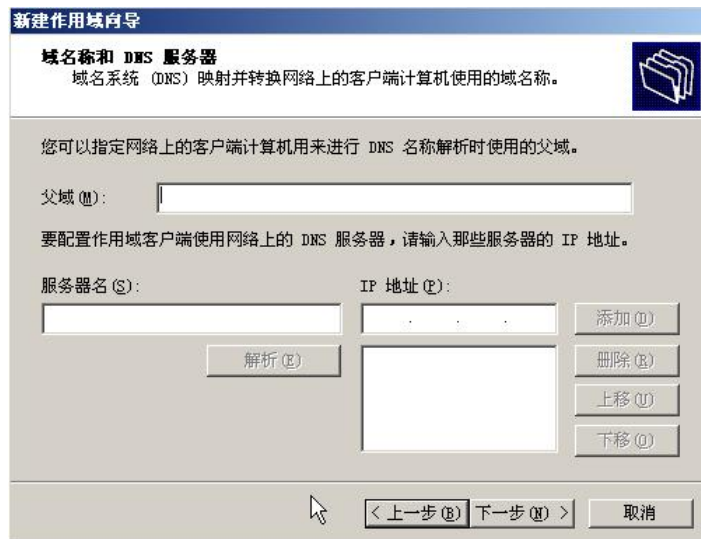 新建作用域向导
域名称和 DNS 服务器
域名系统 (DNS) 映射并转换网络上的客户端计算机使用的域名称。
您可以指定网络上的客户端计算机用来进行 DNS 名称解析时使用的父域。
父域(M):
要配置作用域客户端使用网络上的 DNS 服务器，请输入那些服务器的 IP 地址。
服务器名(S): IP 地址(P):
添加(D)
解析(E) 删除(R)
上移(U)
下移(O)
< 上一步(B) 下一步(N) > 取消